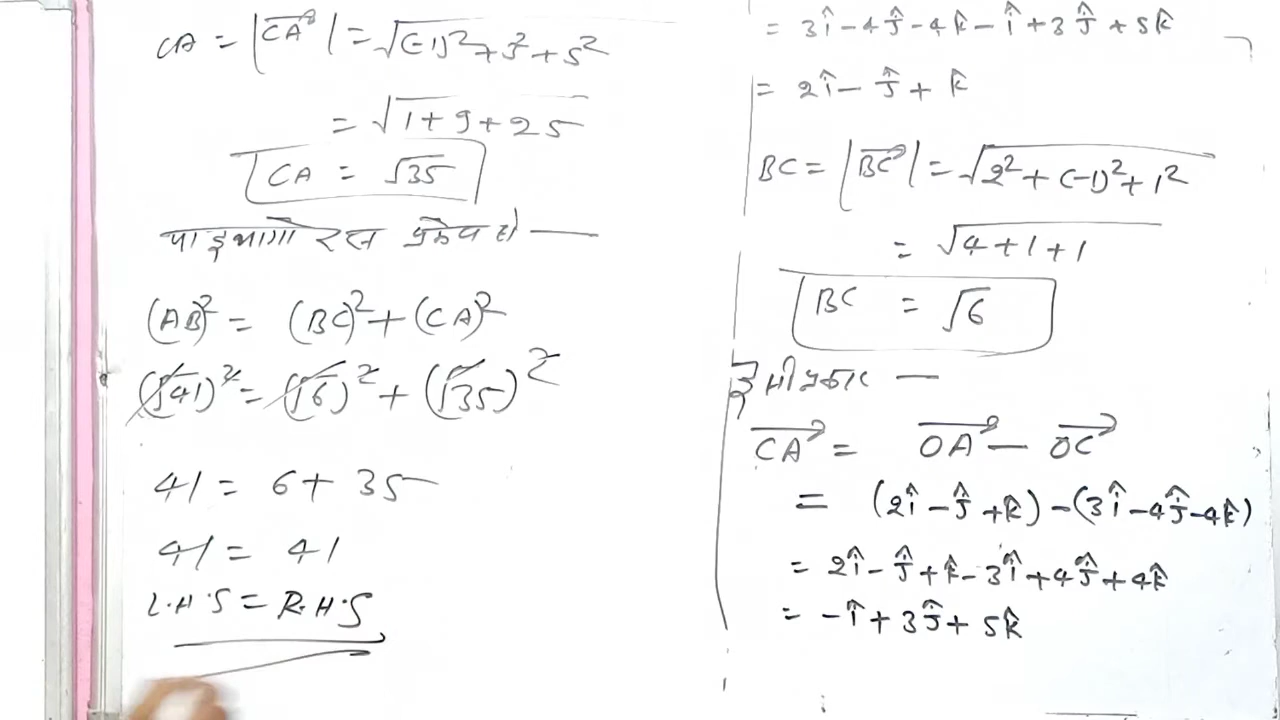 CA = |CA⃗| = √(-1)² + 3² + 5²
= √1 + 9 + 25
CA = √35
पाइथागोरस प्रमेय से —
(AB)² = (BC)² + (CA)²
(√41)² = (√6)² + (√35)²
41 = 6 + 35
41 = 41
L.H.S = R.H.S
= 3î - 4ĵ - 4k̂ - î + 3ĵ + 5k̂
= 2î - ĵ + k̂
BC = |BC⃗| = √2² + (-1)² + 1²
= √4 + 1 + 1
BC = √6
इसी प्रकार —
CA⃗ = OA⃗ - OC⃗
= (2î - ĵ + k̂) - (3î - 4ĵ - 4k̂)
= 2î - ĵ + k̂ - 3î + 4ĵ + 4k̂
= -î + 3ĵ + 5k̂